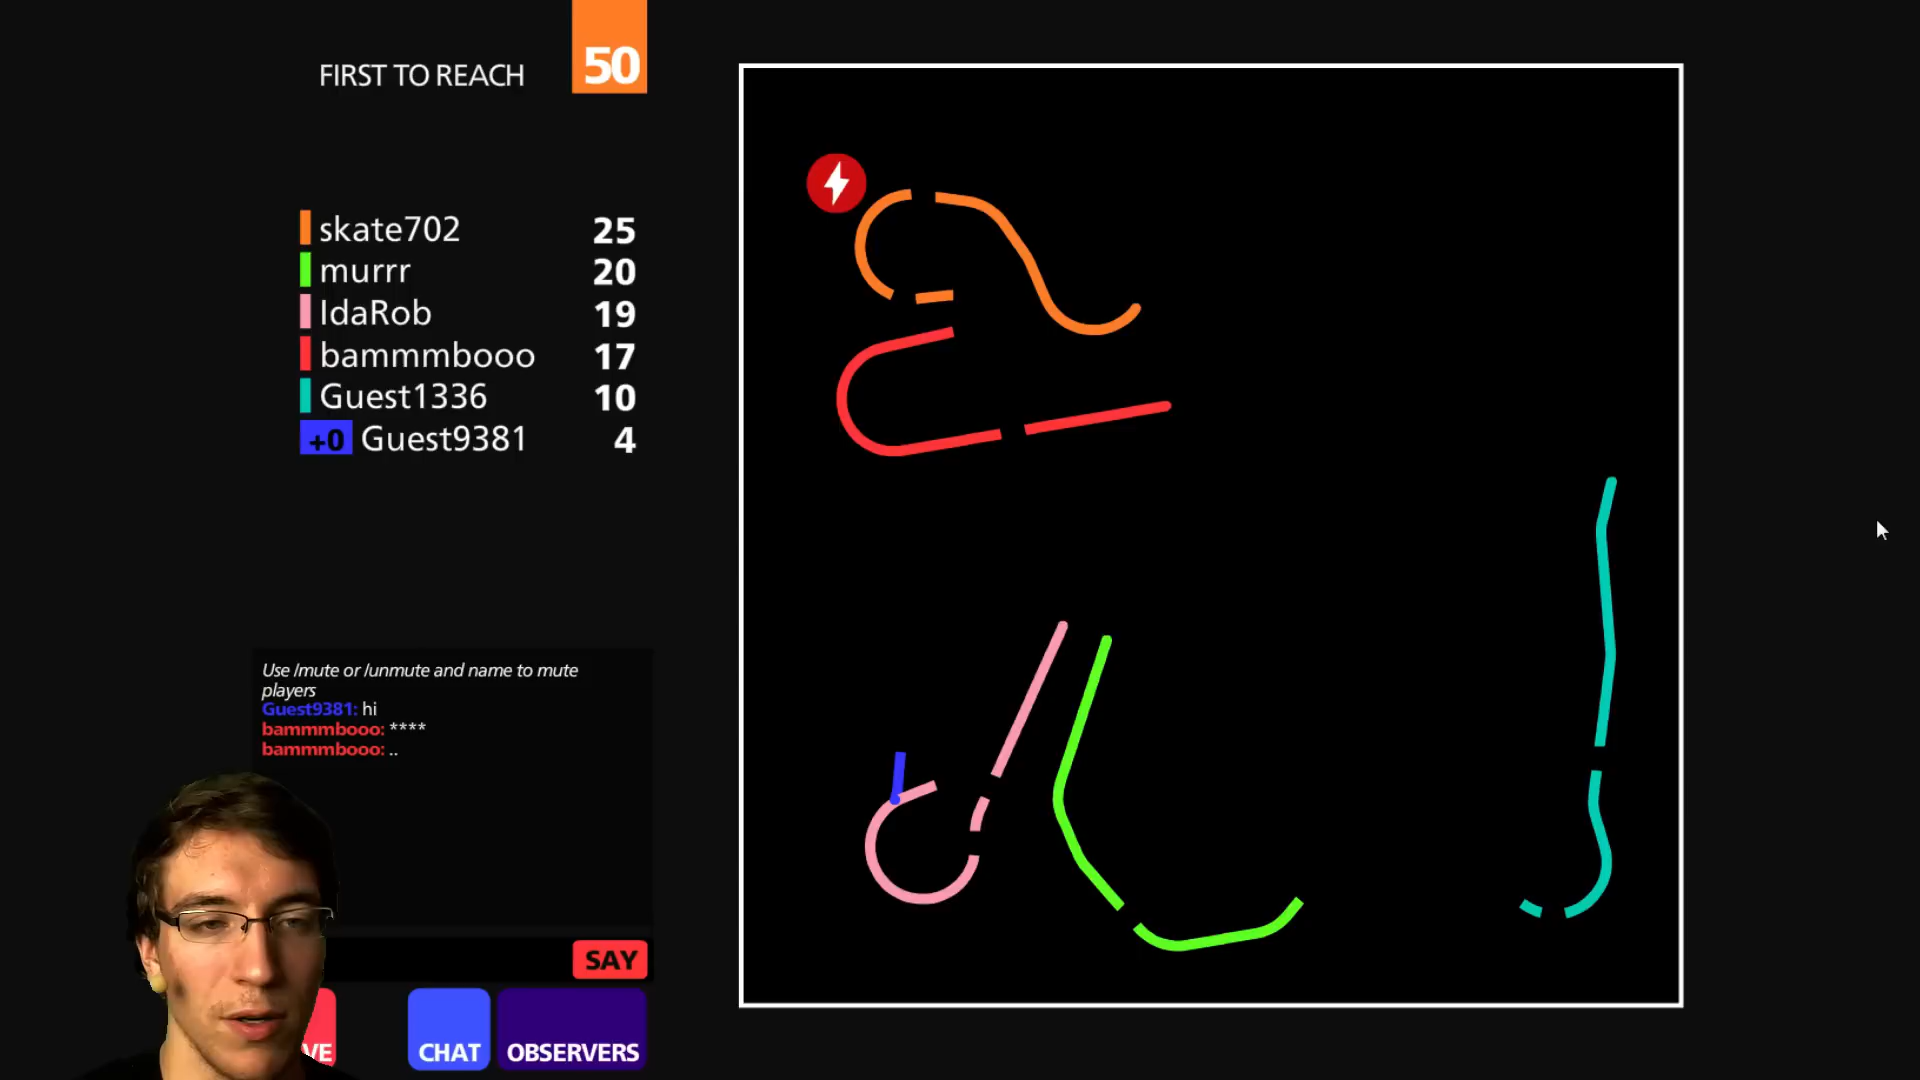 FIRST TO REACH 50
skate702 25
murrr 20
IdaRob 19
bammmbooo 17
Guest1336 10
+0 Guest9381 4
Use /mute or /unmute and name to mute
players
Guest9381: hi
bammmbooo: ****
bammmbooo: ..
SAY
VE CHAT OBSERVERS